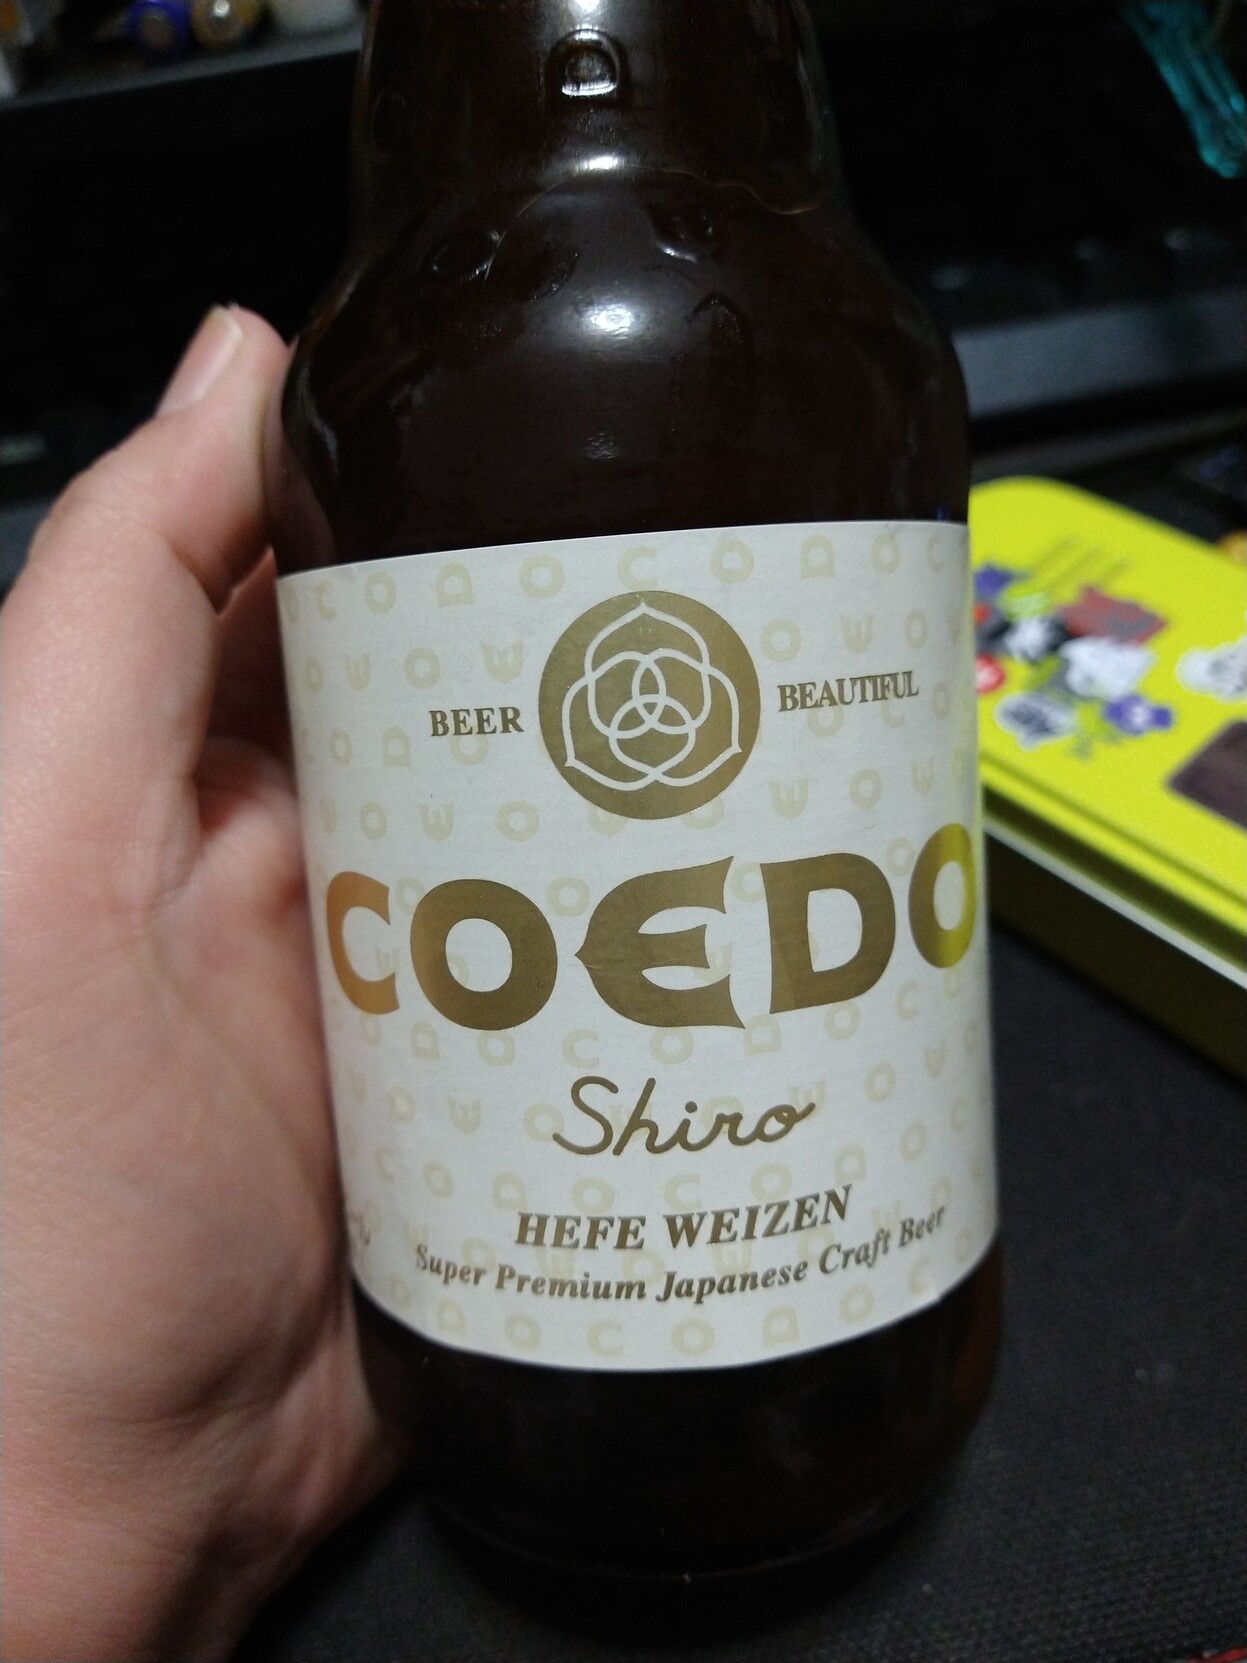 BEER BEAUTIFUL
COEDO
Shiro
HEFE WEIZEN
Super Premium Japanese Craft Beer